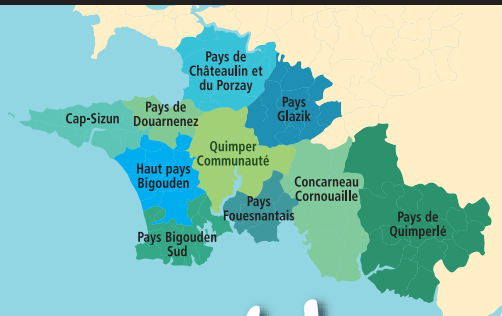 Pays de
Châteaulin et
du Porzay
Pays
Glazik
Cap-Sizun
Pays de
Douarnenez
Quimper
Communauté
Haut pays
Bigouden
Concarneau
Cornouaille
Pays
Fouesnantais
Pays de
Quimperlé
Pays Bigouden
Sud